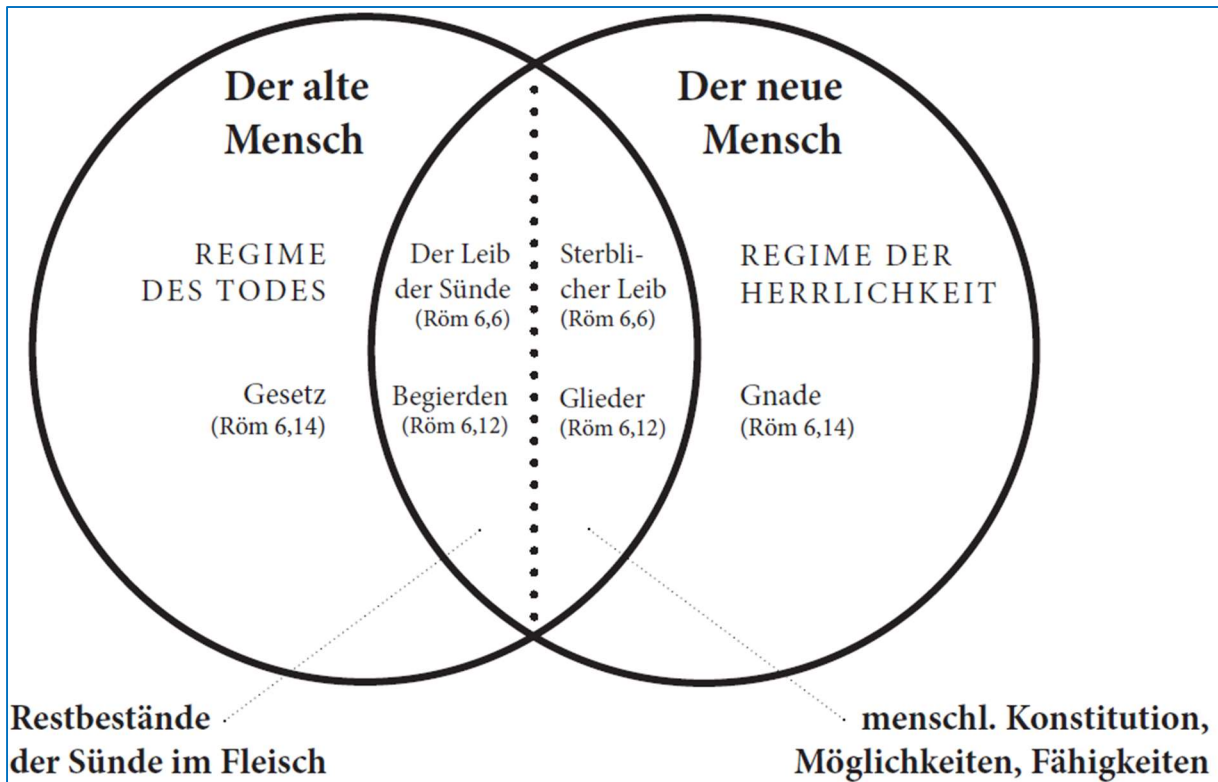 Der alte
Mensch
Der neue
Mensch
REGIME
DES TODES
Der Leib
der Sünde
(Röm 6,6)
Sterbli-
cher Leib
(Röm 6,6)
REGIME DER
HERRLICHKEIT
Gesetz
(Röm 6,14)
Begierden
(Röm 6,12)
Glieder
(Röm 6,12)
Gnade
(Röm 6,14)
Restbestände
der Sünde im Fleisch
menschl. Konstitution,
Möglichkeiten, Fähigkeiten